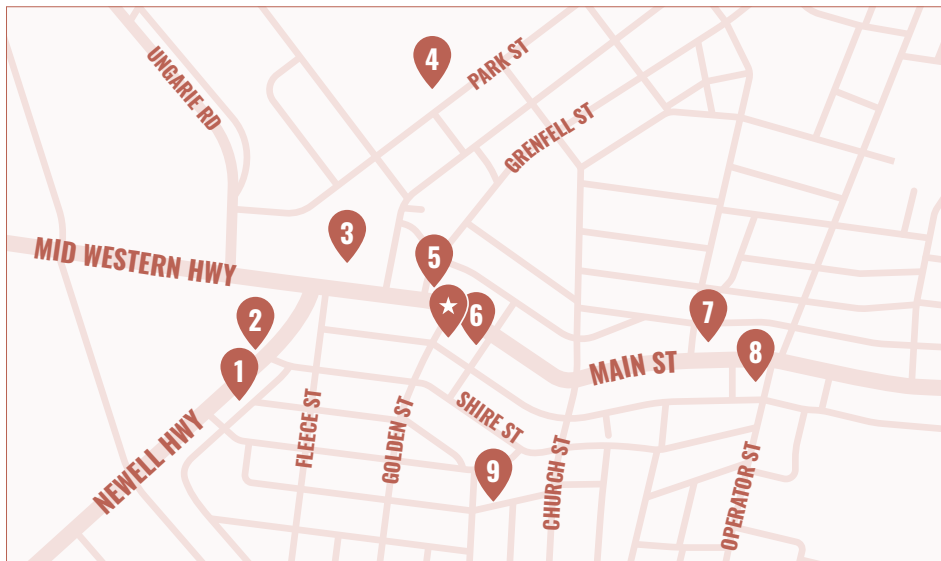 4
PARK ST
UNGARIE RD
GRENFELL ST
3
5
MID WESTERN HWY
2
6
7
8
1
MAIN ST
FLEECE ST
GOLDEN ST
SHIRE ST
NEWELL HWY
9
CHURCH ST
OPERATOR ST